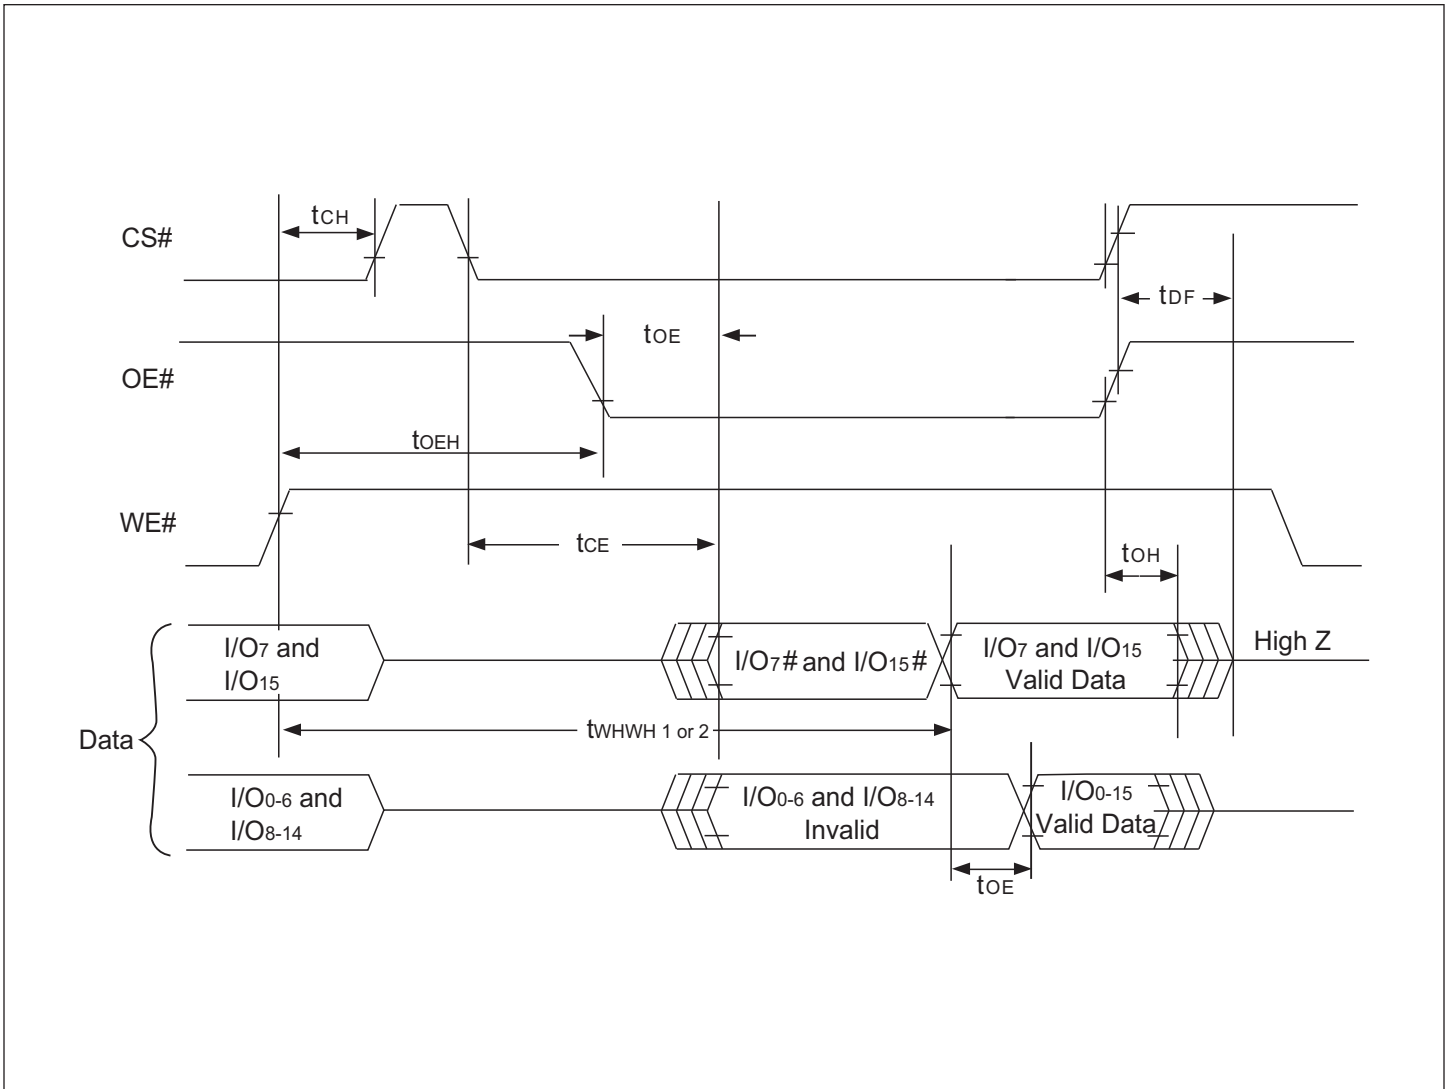 tCH
CS#
tDF
tOE
OE#
tOEH
WE#
tCE
tOH
I/O7 and
I/O15
I/O7# and I/O15#
I/O7 and I/O15
Valid Data
High Z
tWHWH 1 or 2
Data
I/O0-6 and
I/O8-14
I/O0-6 and I/O8-14
Invalid
I/O0-15
Valid Data
tOE